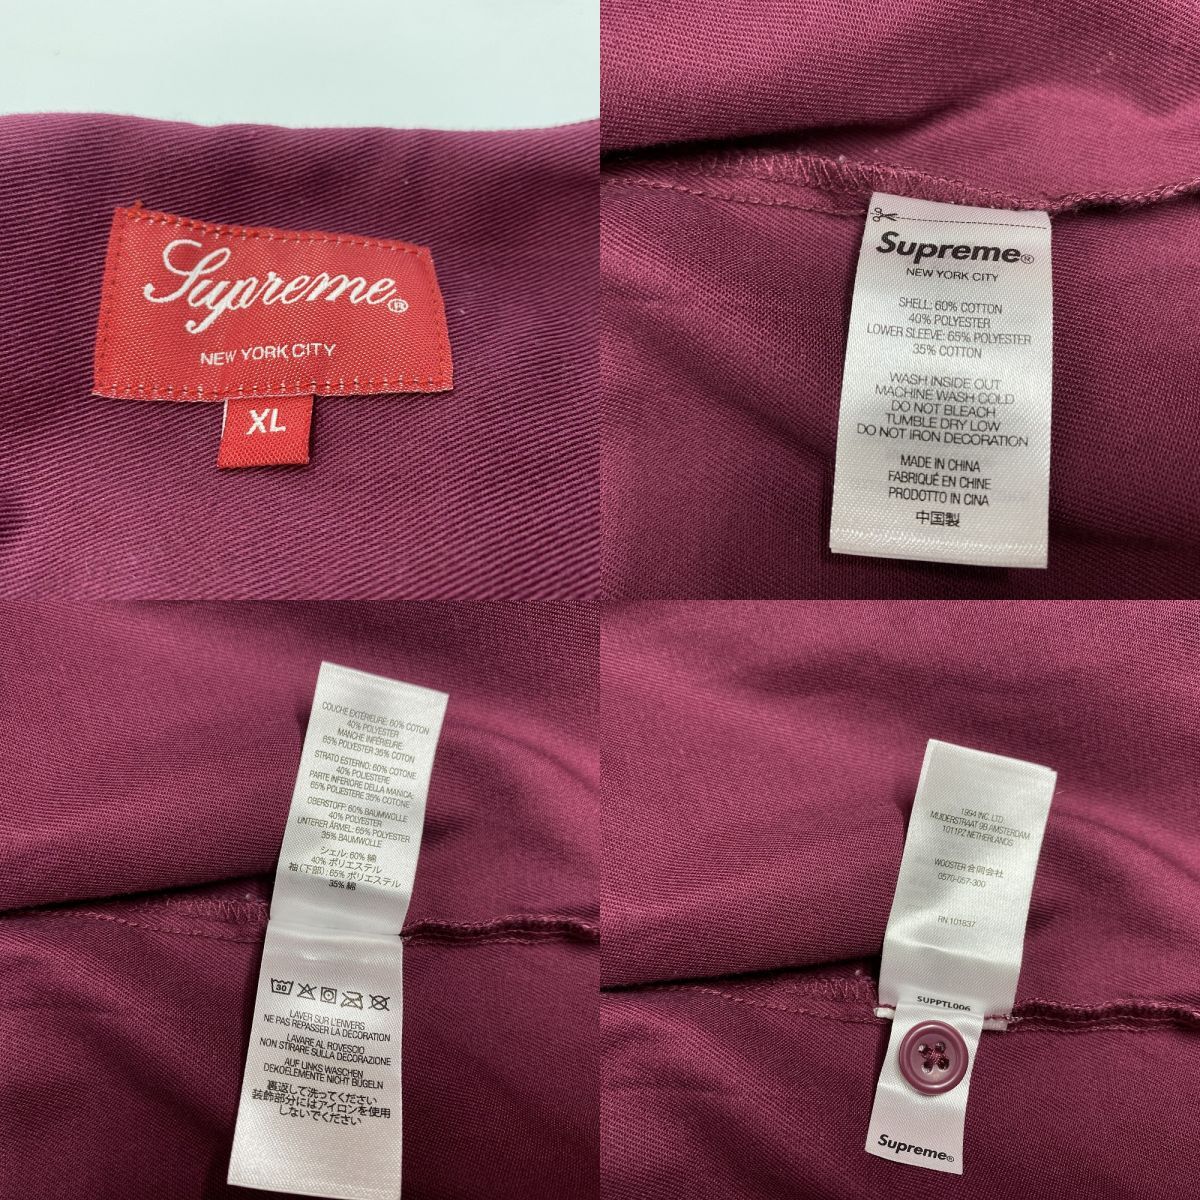 Supreme®
NEW YORK CITY
XL
Supreme®
NEW YORK CITY
SHELL: 60% COTTON
40% POLYESTER
LOWER SLEEVE: 65% POLYESTER
35% COTTON
WASH INSIDE OUT
MACHINE WASH COLD
DO NOT BLEACH
TUMBLE DRY LOW
DO NOT IRON DECORATION
MADE IN CHINA
FABRIQUÉ EN CHINE
PRODOTTO IN CINA
中国製
COUCHE EXTÉRIEURE: 60% COTON
40% POLYESTER
MANCHE INFÉRIEURE:
65% POLYESTER 35% COTON
STRATO ESTERNO: 60% COTONE
40% POLIESTERE
PARTE INFERIORE DELLA MANICA:
65% POLIESTERE 35% COTONE
OBERSTOFF: 60% BAUMWOLLE
40% POLYESTER
UNTERER ÄRMEL: 65% POLYESTER
35% BAUMWOLLE
シェル: 60% 綿
40% ポリエステル
袖(下部): 65% ポリエステル
35% 綿
30
LAVER SUR L'ENVERS
NE PAS REPASSER LA DÉCORATION
LAVARE AL ROVESCIO
NON STIRARE SULLA DECORAZIONE
AUF LINKS WASCHEN
DEKOELEMENTE NICHT BÜGELN
裏返して洗ってください
装飾部分にはアイロンを使用
しないでください
1994 INC. LTD.
MUIDERSTRAAT 99 AMSTERDAM
1011PZ NETHERLANDS
WOOSTER 合同会社
0570-057-300
RN 101837
SUPPTL006
Supreme®